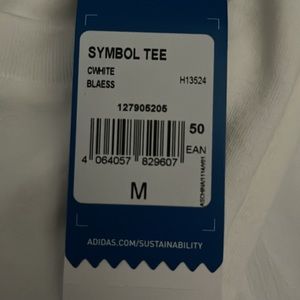 SYMBOL TEE
CWHITE
BLAESS H13524
127905205
50
EAN
4 064057 829607
M
ADIDAS.COM/SUSTAINABILITY